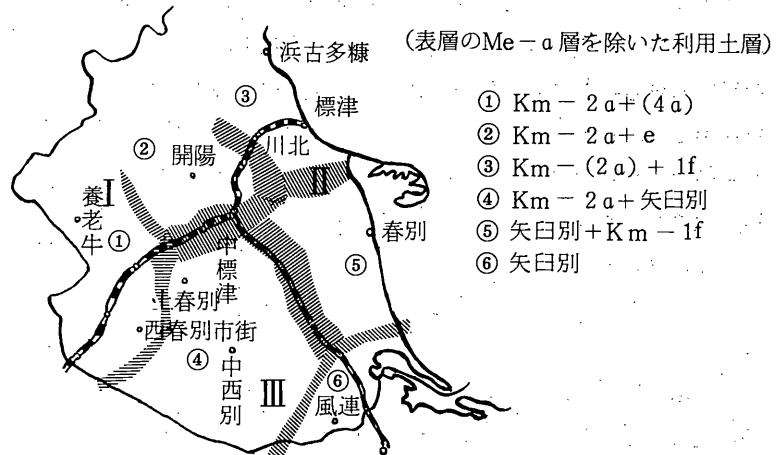 (表層のMe-a層を除いた利用土層)
① Km-2a+(4a)
② Km-2a+e
③ Km-(2a)+1f
④ Km-2a+矢臼別
⑤ 矢臼別+Km-1f
⑥ 矢臼別
浜古多糠
③
標津
川北
②
開陽
Ⅱ
Ⅰ
養老牛
①
春別
中標津
⑤
上春別
西春別市街
④
中西別
Ⅲ
⑥
風連